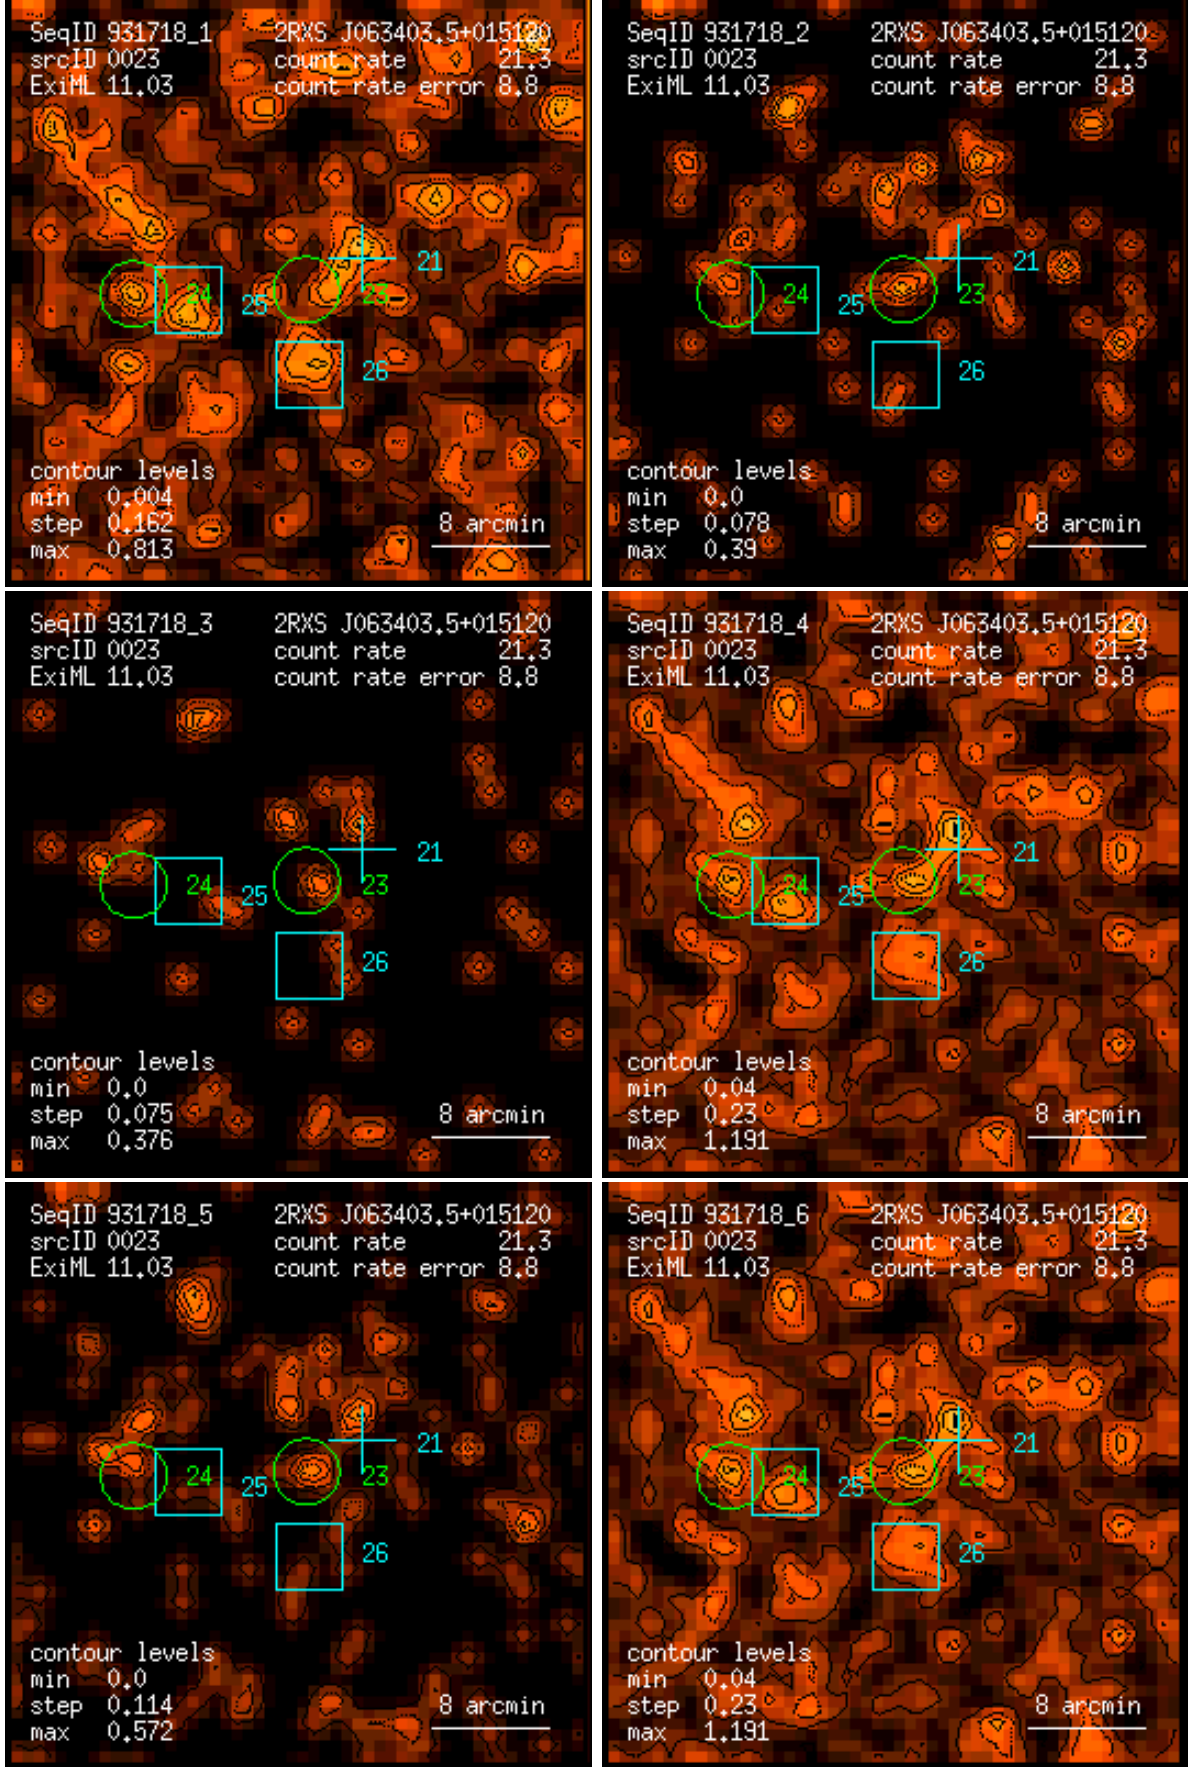 SeqID 931718_1 2RXS J063403.5+015120
srcID 0023 count rate 21.3
ExiML 11.03 count rate error 8.8
21
24 25 23
26
contour levels
min 0.004
step 0.162 8 arcmin
max 0.813
SeqID 931718_2 2RXS J063403.5+015120
srcID 0023 count rate 21.3
ExiML 11.03 count rate error 8.8
21
24 25 23
26
contour levels
min 0.0
step 0.078 8 arcmin
max 0.39
SeqID 931718_3 2RXS J063403.5+015120
srcID 0023 count rate 21.3
ExiML 11.03 count rate error 8.8
21
24 25 23
26
contour levels
min 0.0
step 0.075 8 arcmin
max 0.376
SeqID 931718_4 2RXS J063403.5+015120
srcID 0023 count rate 21.3
ExiML 11.03 count rate error 8.8
21
24 25 23
26
contour levels
min 0.04
step 0.23 8 arcmin
max 1.191
SeqID 931718_5 2RXS J063403.5+015120
srcID 0023 count rate 21.3
ExiML 11.03 count rate error 8.8
21
24 25 23
26
contour levels
min 0.0
step 0.114 8 arcmin
max 0.572
SeqID 931718_6 2RXS J063403.5+015120
srcID 0023 count rate 21.3
ExiML 11.03 count rate error 8.8
21
24 25 23
26
contour levels
min 0.04
step 0.23 8 arcmin
max 1.191